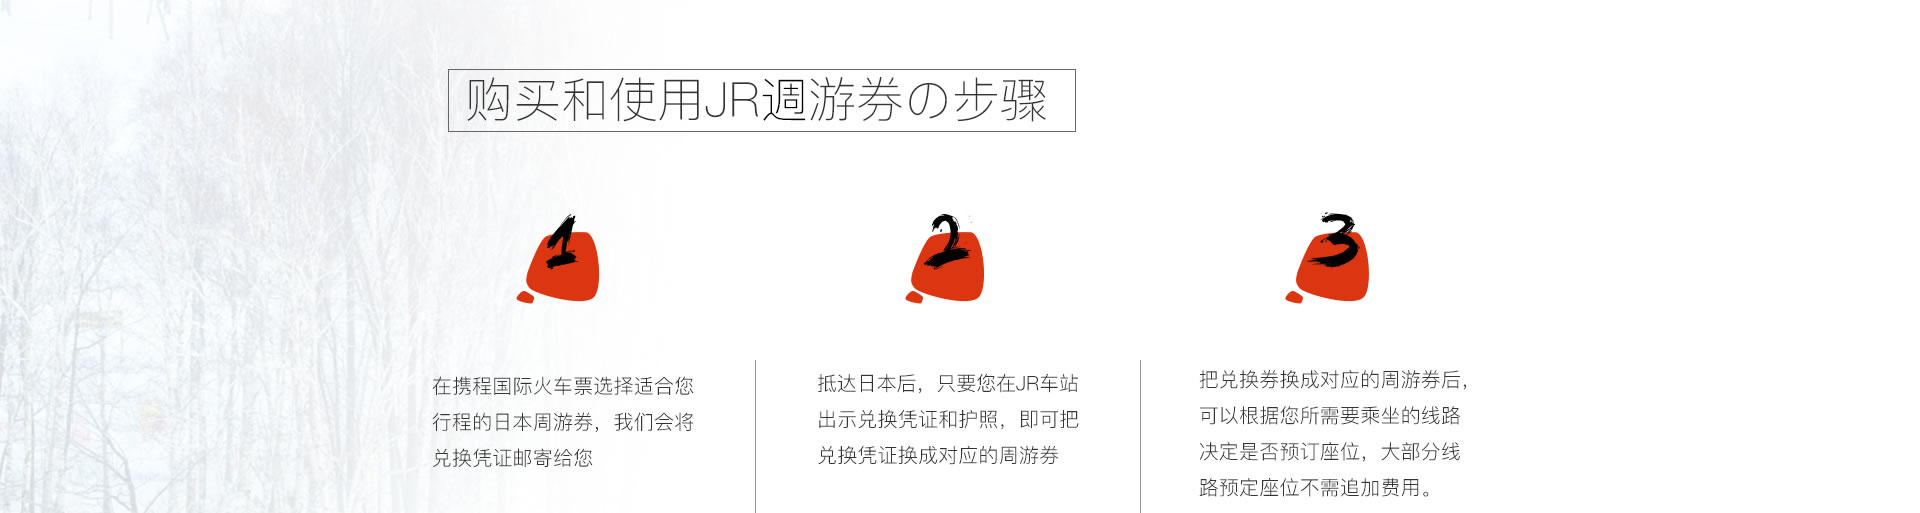 购买和使用JR週游券の步骤
1
在携程国际火车票选择适合您
行程的日本周游券，我们会将
兑换凭证邮寄给您
2
抵达日本后，只要您在JR车站
出示兑换凭证和护照，即可把
兑换凭证换成对应的周游券
3
把兑换券换成对应的周游券后，
可以根据您所需要乘坐的线路
决定是否预订座位，大部分线
路预定座位不需追加费用。